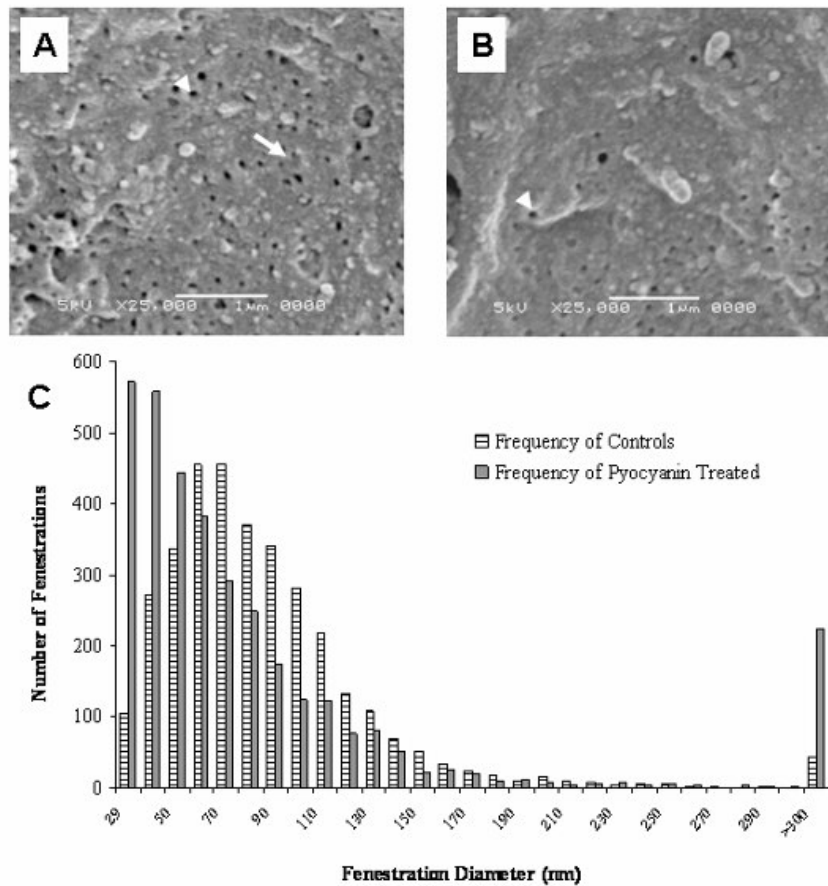 A
B
5kV X25,000 1µm 0000
5kV X25,000 1µm 0000
C
600
500
400
300
200
100
0
Number of Fenestrations
Frequency of Controls
Frequency of Pyocyanin Treated
29 50 70 90 110 130 150 170 190 210 230 250 270 290 >300
Fenestration Diameter (nm)